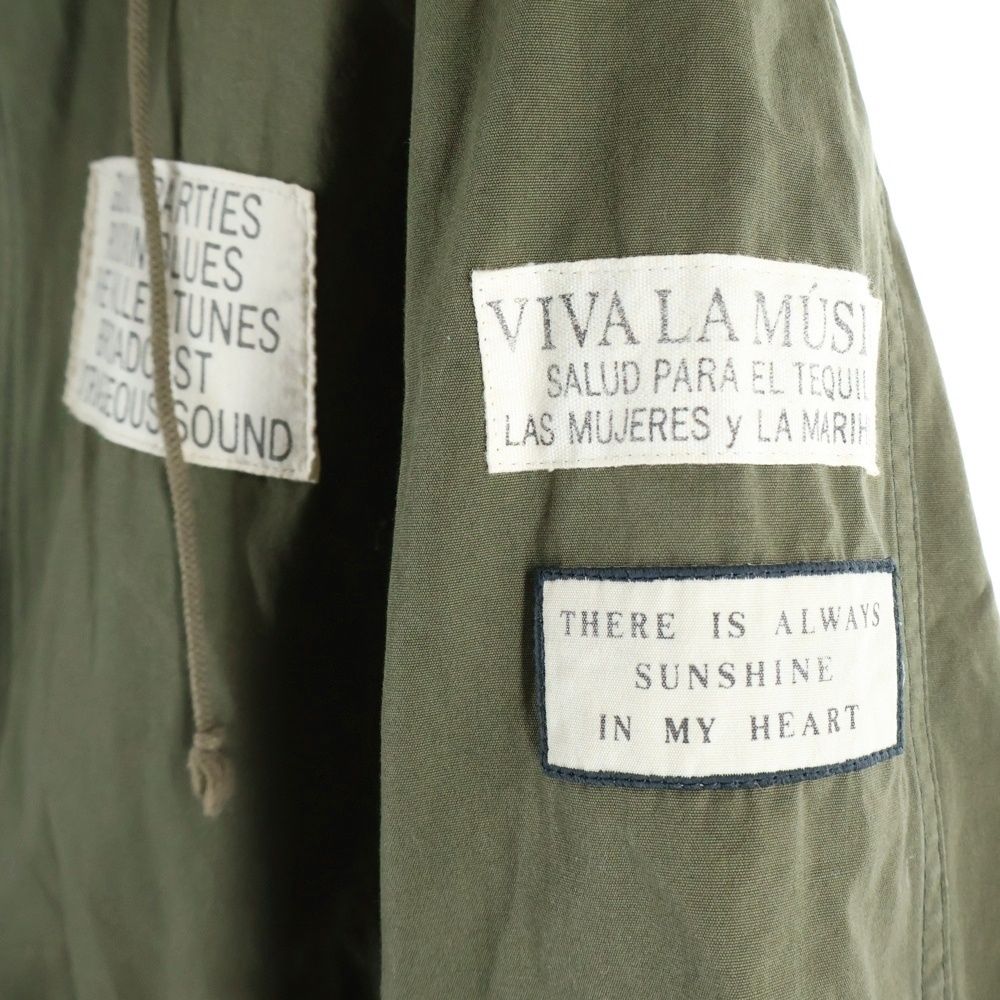 PARTIES
BLUES
TUNES
SOUND
VIVA LA MÚSI
SALUD PARA EL TEQUIL
LAS MUJERES y LA MARIH
THERE IS ALWAYS
SUNSHINE
IN MY HEART